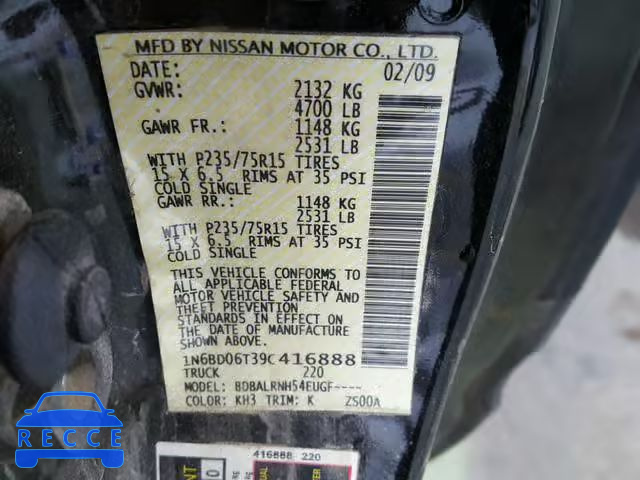 MFD BY NISSAN MOTOR CO., LTD.
DATE: 02/09
GVWR: 2132 KG
4700 LB
GAWR FR.: 1148 KG
2531 LB
WITH P235/75R15 TIRES
15 X 6.5 RIMS AT 35 PSI
COLD SINGLE
GAWR RR.: 1148 KG
2531 LB
WITH P235/75R15 TIRES
15 X 6.5 RIMS AT 35 PSI
COLD SINGLE
THIS VEHICLE CONFORMS TO
ALL APPLICABLE FEDERAL
MOTOR VEHICLE SAFETY AND
THEFT PREVENTION
STANDARDS IN EFFECT ON
THE DATE OF MANUFACTURE
SHOWN ABOVE.
1N6BD06T39C416888
TRUCK 220
MODEL: BDBALRNH54EUGF----
COLOR: KH3 TRIM: K ZS00A
416888 220
RECCE